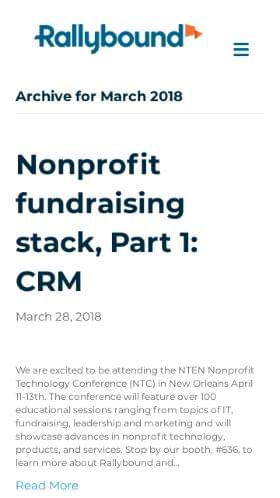 Rallybound
Archive for March 2018
Nonprofit
fundraising
stack, Part 1:
CRM
March 28, 2018
We are excited to be attending the NTEN Nonprofit
Technology Conference (NTC) in New Orleans April
11-13th. The conference will feature over 100
educational sessions ranging from topics of IT,
fundraising, leadership and marketing and will
showcase advances in nonprofit technology,
products, and services. Stop by our booth, #636, to
learn more about Rallybound and...
Read More